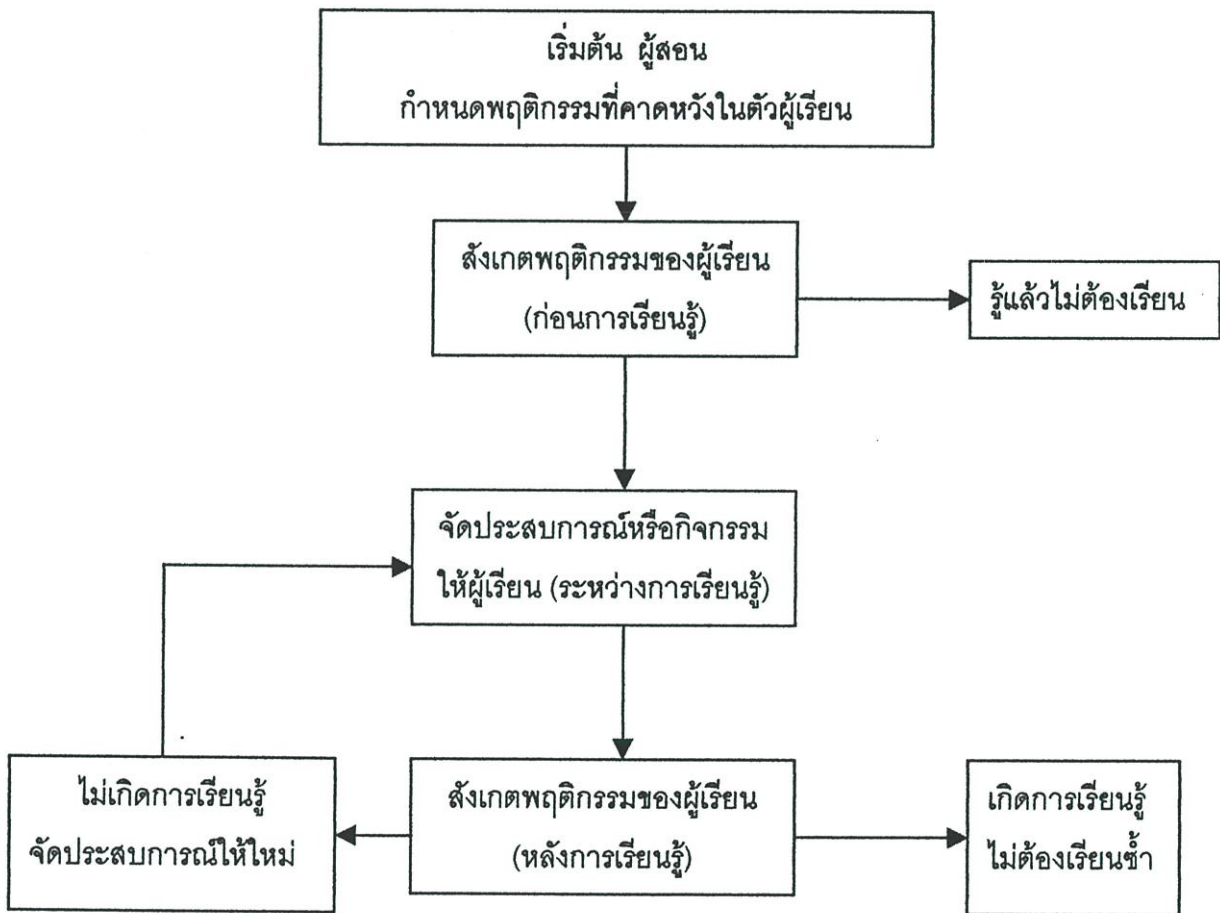 เริ่มต้น ผู้สอน
กำหนดพฤติกรรมที่คาดหวังในตัวผู้เรียน
สังเกตพฤติกรรมของผู้เรียน
(ก่อนการเรียนรู้)
รู้แล้วไม่ต้องเรียน
จัดประสบการณ์หรือกิจกรรม
ให้ผู้เรียน (ระหว่างการเรียนรู้)
ไม่เกิดการเรียนรู้
จัดประสบการณ์ให้ใหม่
สังเกตพฤติกรรมของผู้เรียน
(หลังการเรียนรู้)
เกิดการเรียนรู้
ไม่ต้องเรียนซ้ำ